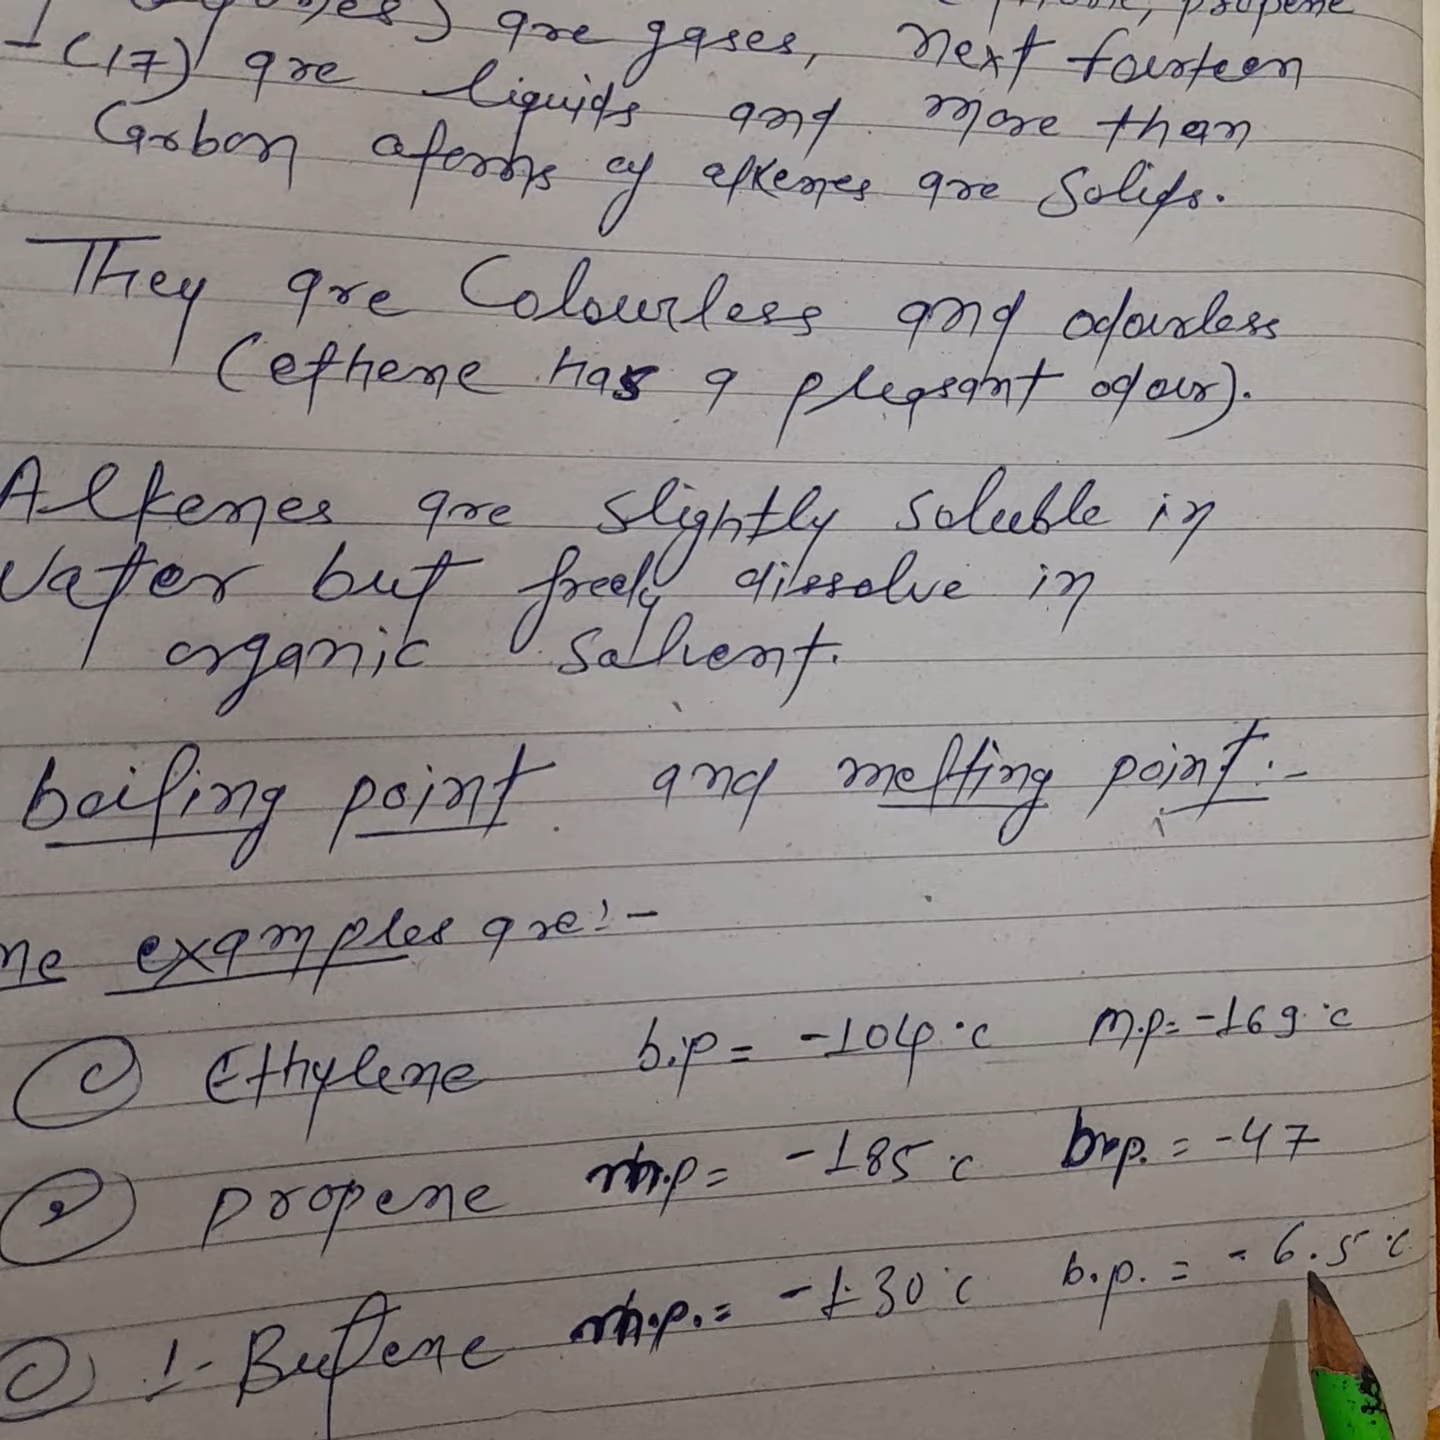 are gases, next fourteen
-(17) are liquids and more than
Carbon atoms of alkenes are Solids.
They are Colourless and odourless
(ethene has a pleasant odour).
Alkenes are slightly soluble in
Water but freely dissolve in
organic Solvent.
boiling point and melting point:-
examples are:-
① Ethylene b.p = -104°c m.p = -169°c
② propene m.p = -185°c b.p. = -47
1-Butene m.p. = -130°c b.p. = -6.5°c